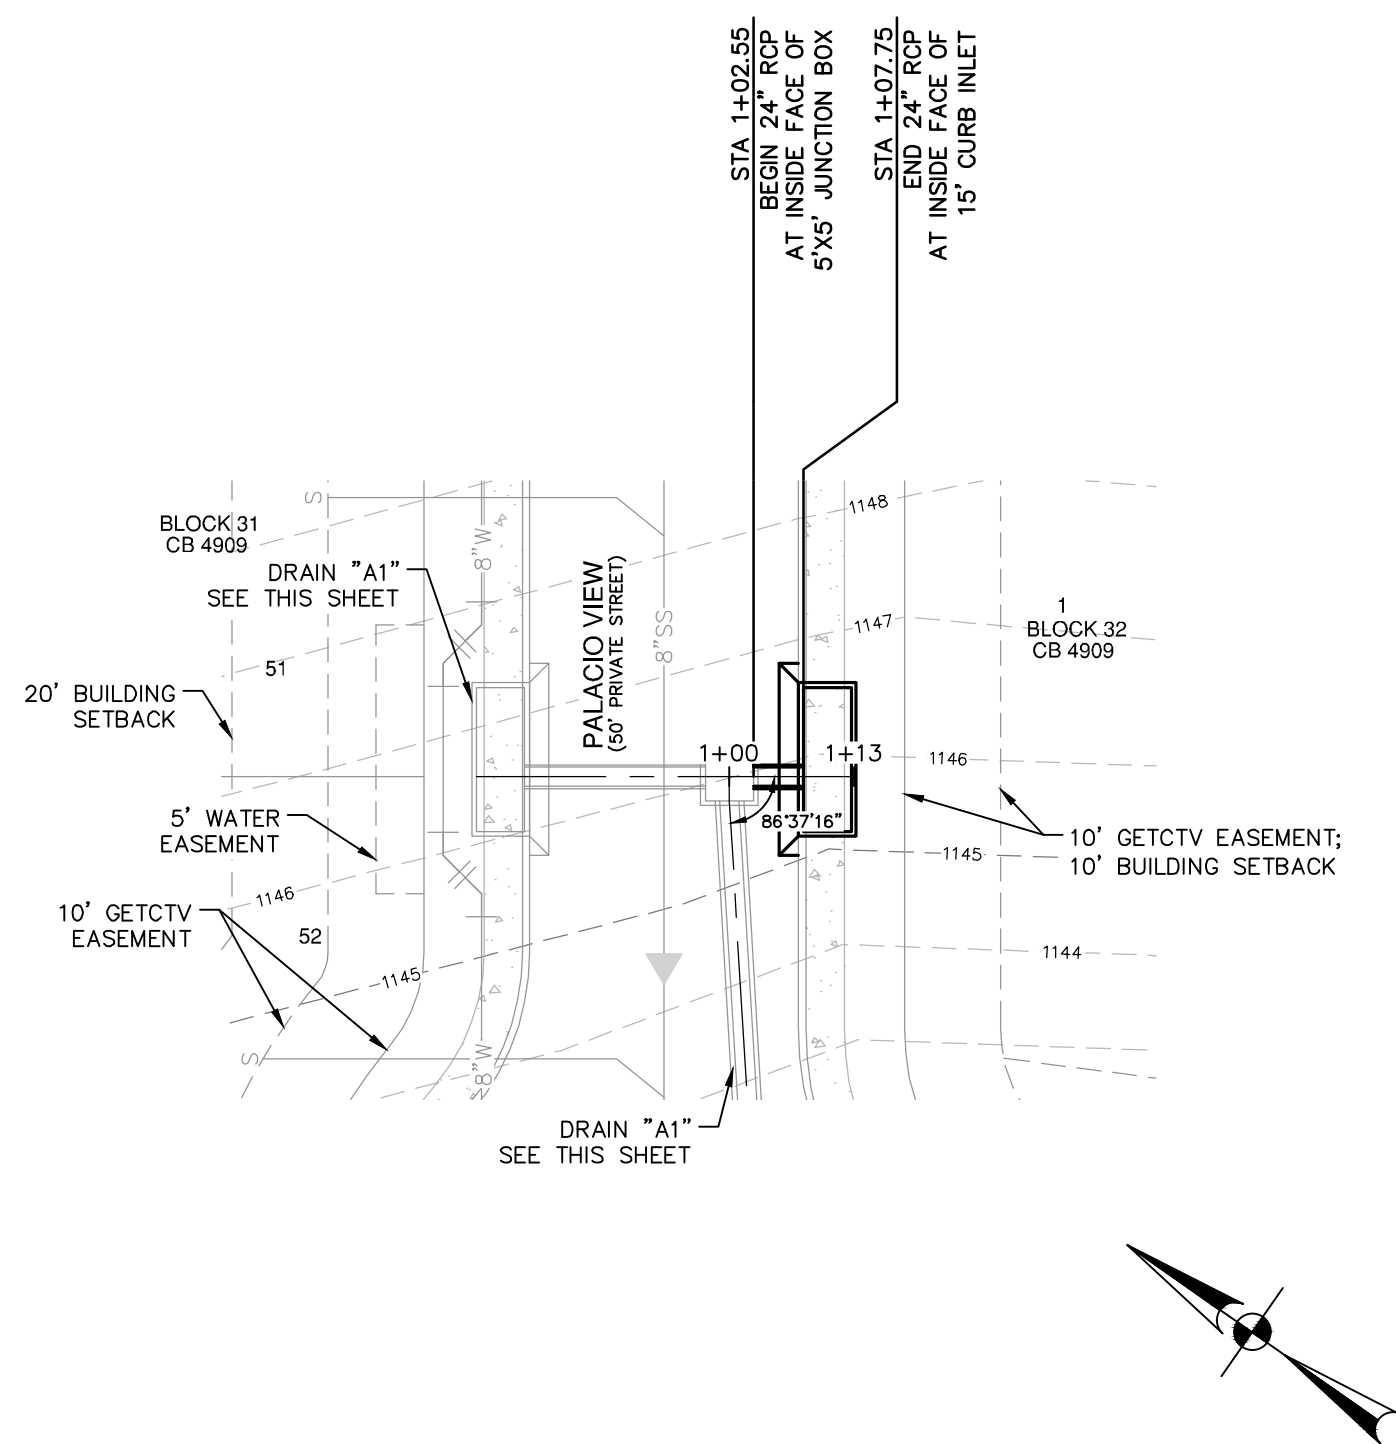 STA 1+02.55
BEGIN 24" RCP
AT INSIDE FACE OF
5'X5' JUNCTION BOX
STA 1+07.75
END 24" RCP
AT INSIDE FACE OF
15' CURB INLET
S
BLOCK 31
CB 4909
8"W
1148
DRAIN "A1"
SEE THIS SHEET
PALACIO VIEW
(50' PRIVATE STREET)
8"SS
1147
1
BLOCK 32
CB 4909
51
20' BUILDING
SETBACK
1+00
1+13
1146
5' WATER
EASEMENT
86°37'16"
10' GETCTV EASEMENT;
10' BUILDING SETBACK
1145
1146
10' GETCTV
EASEMENT
52
1144
1145
S
8"W
DRAIN "A1"
SEE THIS SHEET